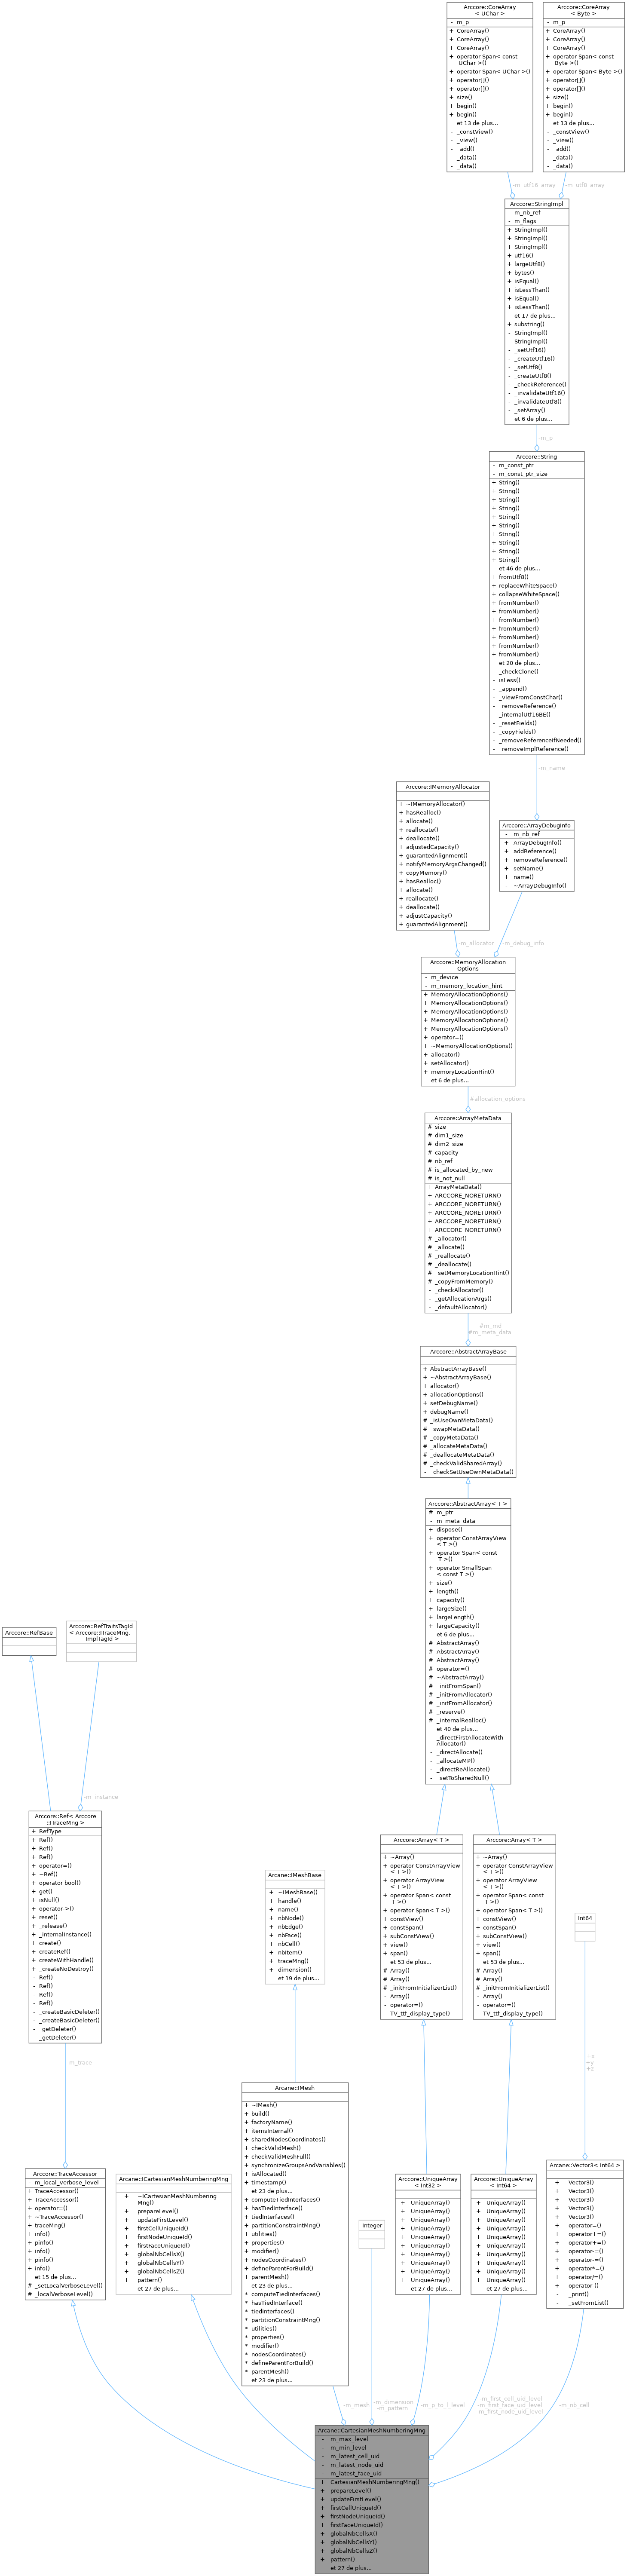 Arccore::CoreArray
< UChar >
- m_p
+ CoreArray()
+ CoreArray()
+ CoreArray()
+ operator Span< const
UChar >()
+ operator Span< UChar >()
+ operator[]()
+ operator[]()
+ size()
+ begin()
+ begin()
et 13 de plus...
- _constView()
- _view()
- _add()
- _data()
- _data()
Arccore::CoreArray
< Byte >
- m_p
+ CoreArray()
+ CoreArray()
+ CoreArray()
+ operator Span< const
Byte >()
+ operator Span< Byte >()
+ operator[]()
+ operator[]()
+ size()
+ begin()
+ begin()
et 13 de plus...
- _constView()
- _view()
- _add()
- _data()
- _data()
-m_utf16_array
-m_utf8_array
Arccore::StringImpl
- m_nb_ref
- m_flags
+ StringImpl()
+ StringImpl()
+ StringImpl()
+ utf16()
+ largeUtf8()
+ bytes()
+ isEqual()
+ isLessThan()
+ isEqual()
+ isLessThan()
et 17 de plus...
+ substring()
- StringImpl()
- StringImpl()
- _setUtf16()
- _createUtf16()
- _setUtf8()
- _createUtf8()
- _checkReference()
- _invalidateUtf16()
- _invalidateUtf8()
- _setArray()
et 6 de plus...
-m_p
Arccore::String
- m_const_ptr
- m_const_ptr_size
+ String()
+ String()
+ String()
+ String()
+ String()
+ String()
+ String()
+ String()
+ String()
+ String()
et 46 de plus...
+ fromUtf8()
+ replaceWhiteSpace()
+ collapseWhiteSpace()
+ fromNumber()
+ fromNumber()
+ fromNumber()
+ fromNumber()
+ fromNumber()
+ fromNumber()
+ fromNumber()
et 20 de plus...
- _checkClone()
- isLess()
- _append()
- _viewFromConstChar()
- _removeReference()
- _internalUtf16BE()
- _resetFields()
- _copyFields()
- _removeReferenceIfNeeded()
- _removeImplReference()
-m_name
Arccore::IMemoryAllocator
+ ~IMemoryAllocator()
+ hasRealloc()
+ allocate()
+ reallocate()
+ deallocate()
+ adjustedCapacity()
+ guarantedAlignment()
+ notifyMemoryArgsChanged()
+ copyMemory()
+ hasRealloc()
+ allocate()
+ reallocate()
+ deallocate()
+ adjustCapacity()
+ guarantedAlignment()
Arccore::ArrayDebugInfo
- m_nb_ref
+ ArrayDebugInfo()
+ addReference()
+ removeReference()
+ setName()
+ name()
- ~ArrayDebugInfo()
-m_allocator
-m_debug_info
Arccore::MemoryAllocation
Options
- m_device
- m_memory_location_hint
+ MemoryAllocationOptions()
+ MemoryAllocationOptions()
+ MemoryAllocationOptions()
+ MemoryAllocationOptions()
+ MemoryAllocationOptions()
+ operator=()
+ ~MemoryAllocationOptions()
+ allocator()
+ setAllocator()
+ memoryLocationHint()
et 6 de plus...
#allocation_options
Arccore::ArrayMetaData
# size
# dim1_size
# dim2_size
# capacity
# nb_ref
# is_allocated_by_new
# is_not_null
+ ArrayMetaData()
+ ARCCORE_NORETURN()
+ ARCCORE_NORETURN()
+ ARCCORE_NORETURN()
+ ARCCORE_NORETURN()
+ ARCCORE_NORETURN()
# _allocator()
# _allocate()
# _reallocate()
# _deallocate()
# _setMemoryLocationHint()
# _copyFromMemory()
- _checkAllocator()
- _getAllocationArgs()
- _defaultAllocator()
#m_md
#m_meta_data
Arccore::AbstractArrayBase
+ AbstractArrayBase()
+ ~AbstractArrayBase()
+ allocator()
+ allocationOptions()
+ setDebugName()
+ debugName()
# _isUseOwnMetaData()
# _swapMetaData()
# _copyMetaData()
# _allocateMetaData()
# _deallocateMetaData()
# _checkValidSharedArray()
- _checkSetUseOwnMetaData()
Arccore::AbstractArray< T >
# m_ptr
- m_meta_data
+ dispose()
+ operator ConstArrayView
< T >()
+ operator Span< const
T >()
+ operator SmallSpan
< const T >()
+ size()
+ length()
+ capacity()
+ largeSize()
+ largeLength()
+ largeCapacity()
et 6 de plus...
# AbstractArray()
# AbstractArray()
# AbstractArray()
# operator=()
# ~AbstractArray()
# _initFromSpan()
# _initFromAllocator()
# _initFromAllocator()
# _reserve()
# _internalRealloc()
et 40 de plus...
- _directFirstAllocateWith
Allocator()
- _directAllocate()
- _allocateMP()
- _directReAllocate()
- _setToSharedNull()
Arccore::RefBase
Arccore::RefTraitsTagId
< Arccore::ITraceMng,
ImplTagId >
-m_instance
Arccore::Ref< Arccore
::ITraceMng >
+ RefType
+ Ref()
+ Ref()
+ Ref()
+ operator=()
+ ~Ref()
+ operator bool()
+ get()
+ isNull()
+ operator->()
+ reset()
+ _release()
+ _internalInstance()
+ create()
+ createRef()
+ createWithHandle()
+ _createNoDestroy()
- Ref()
- Ref()
- Ref()
- Ref()
- _createBasicDeleter()
- _createBasicDeleter()
- _getDeleter()
- _getDeleter()
-m_trace
Arccore::Array< T >
+ ~Array()
+ operator ConstArrayView
< T >()
+ operator ArrayView
< T >()
+ operator Span< const
T >()
+ operator Span< T >()
+ constView()
+ constSpan()
+ subConstView()
+ view()
+ span()
et 53 de plus...
# Array()
# Array()
# _initFromInitializerList()
- Array()
- operator=()
- TV_ttf_display_type()
Arccore::Array< T >
+ ~Array()
+ operator ConstArrayView
< T >()
+ operator ArrayView
< T >()
+ operator Span< const
T >()
+ operator Span< T >()
+ constView()
+ constSpan()
+ subConstView()
+ view()
+ span()
et 53 de plus...
# Array()
# Array()
# _initFromInitializerList()
- Array()
- operator=()
- TV_ttf_display_type()
Arcane::IMeshBase
+ ~IMeshBase()
+ handle()
+ name()
+ nbNode()
+ nbEdge()
+ nbFace()
+ nbCell()
+ nbItem()
+ traceMng()
+ dimension()
et 19 de plus...
Int64
+x
+y
+z
Arccore::TraceAccessor
- m_local_verbose_level
+ TraceAccessor()
+ TraceAccessor()
+ operator=()
+ ~TraceAccessor()
+ traceMng()
+ info()
+ pinfo()
+ info()
+ pinfo()
+ info()
et 15 de plus...
# _setLocalVerboseLevel()
# _localVerboseLevel()
Arcane::ICartesianMeshNumberingMng
+ ~ICartesianMeshNumbering
Mng()
+ prepareLevel()
+ updateFirstLevel()
+ firstCellUniqueId()
+ firstNodeUniqueId()
+ firstFaceUniqueId()
+ globalNbCellsX()
+ globalNbCellsY()
+ globalNbCellsZ()
+ pattern()
et 27 de plus...
Arcane::IMesh
+ ~IMesh()
+ build()
+ factoryName()
+ itemsInternal()
+ sharedNodesCoordinates()
+ checkValidMesh()
+ checkValidMeshFull()
+ synchronizeGroupsAndVariables()
+ isAllocated()
+ timestamp()
et 23 de plus...
+ computeTiedInterfaces()
+ hasTiedInterface()
+ tiedInterfaces()
+ partitionConstraintMng()
+ utilities()
+ properties()
+ modifier()
+ nodesCoordinates()
+ defineParentForBuild()
+ parentMesh()
et 23 de plus...
* computeTiedInterfaces()
* hasTiedInterface()
* tiedInterfaces()
* partitionConstraintMng()
* utilities()
* properties()
* modifier()
* nodesCoordinates()
* defineParentForBuild()
* parentMesh()
et 23 de plus...
Integer
Arccore::UniqueArray
< Int32 >
+ UniqueArray()
+ UniqueArray()
+ UniqueArray()
+ UniqueArray()
+ UniqueArray()
+ UniqueArray()
+ UniqueArray()
+ UniqueArray()
+ UniqueArray()
+ UniqueArray()
et 27 de plus...
Arccore::UniqueArray
< Int64 >
+ UniqueArray()
+ UniqueArray()
+ UniqueArray()
+ UniqueArray()
+ UniqueArray()
+ UniqueArray()
+ UniqueArray()
+ UniqueArray()
+ UniqueArray()
+ UniqueArray()
et 27 de plus...
Arcane::Vector3< Int64 >
+ Vector3()
+ Vector3()
+ Vector3()
+ Vector3()
+ Vector3()
+ operator=()
+ operator+=()
+ operator+=()
+ operator-=()
+ operator-=()
+ operator*=()
+ operator/=()
+ operator-()
- _print()
- _setFromList()
-m_mesh
-m_dimension
-m_pattern
-m_p_to_l_level
-m_first_cell_uid_level
-m_first_face_uid_level
-m_first_node_uid_level
-m_nb_cell
Arcane::CartesianMeshNumberingMng
- m_max_level
- m_min_level
- m_latest_cell_uid
- m_latest_node_uid
- m_latest_face_uid
+ CartesianMeshNumberingMng()
+ prepareLevel()
+ updateFirstLevel()
+ firstCellUniqueId()
+ firstNodeUniqueId()
+ firstFaceUniqueId()
+ globalNbCellsX()
+ globalNbCellsY()
+ globalNbCellsZ()
+ pattern()
et 27 de plus...